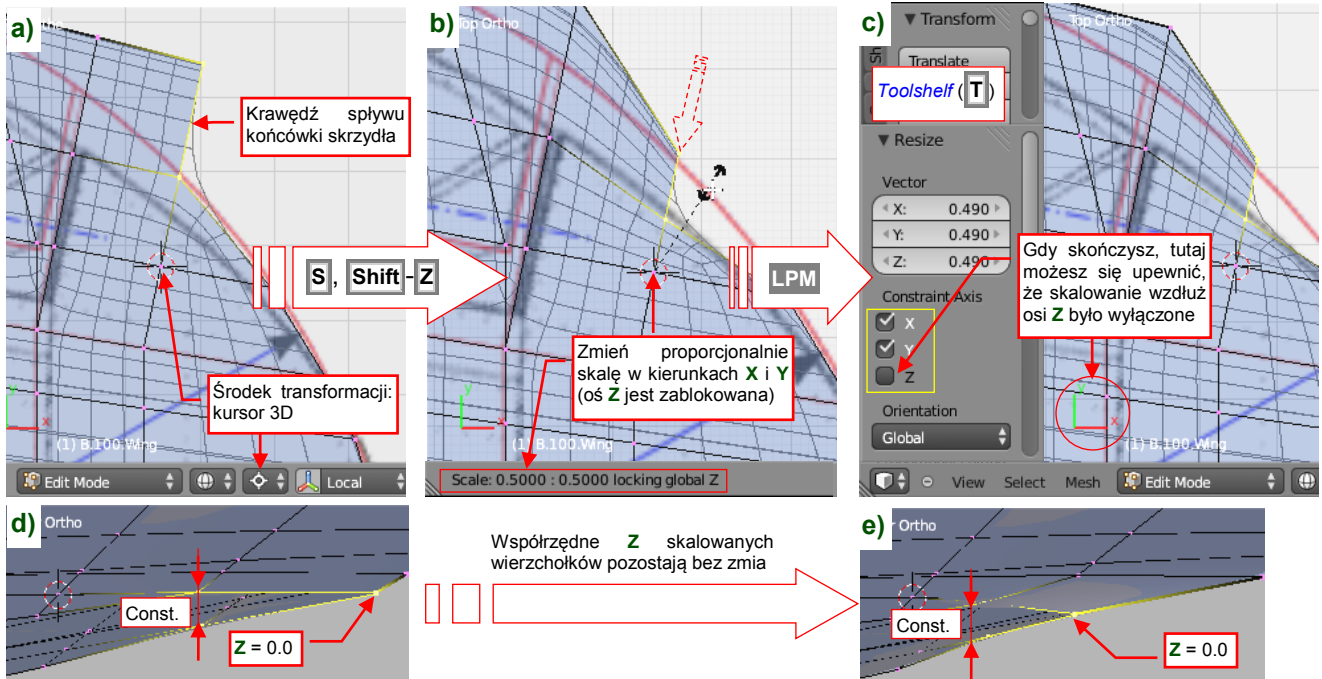 a)
Ortho
Krawędź spływu
końcówki skrzydła
Środek transformacji:
kursor 3D
y
x
(1) B.100.Wing
Edit Mode
Local
S, Shift-Z
b)
Top Ortho
Zmień proporcjonalnie
skalę w kierunkach X i Y
(oś Z jest zablokowana)
y
x
(1) B.100.Wing
Scale: 0.5000 : 0.5000 locking global Z
LPM
c)
Transform
Translate
Toolshelf (T)
Resize
Vector
X: 0.490
Y: 0.490
Z: 0.490
Constraint Axis
X
Y
Z
Orientation
Global
Top Ortho
Gdy skończysz, tutaj
możesz się upewnić,
że skalowanie wzdłuż
osi Z było wyłączone
y
x
(1) B.100.Wing
View Select Mesh Edit Mode
d)
Ortho
Const.
Z = 0.0
Współrzędne Z skalowanych
wierzchołków pozostają bez zmia
e)
r Ortho
Const.
Z = 0.0